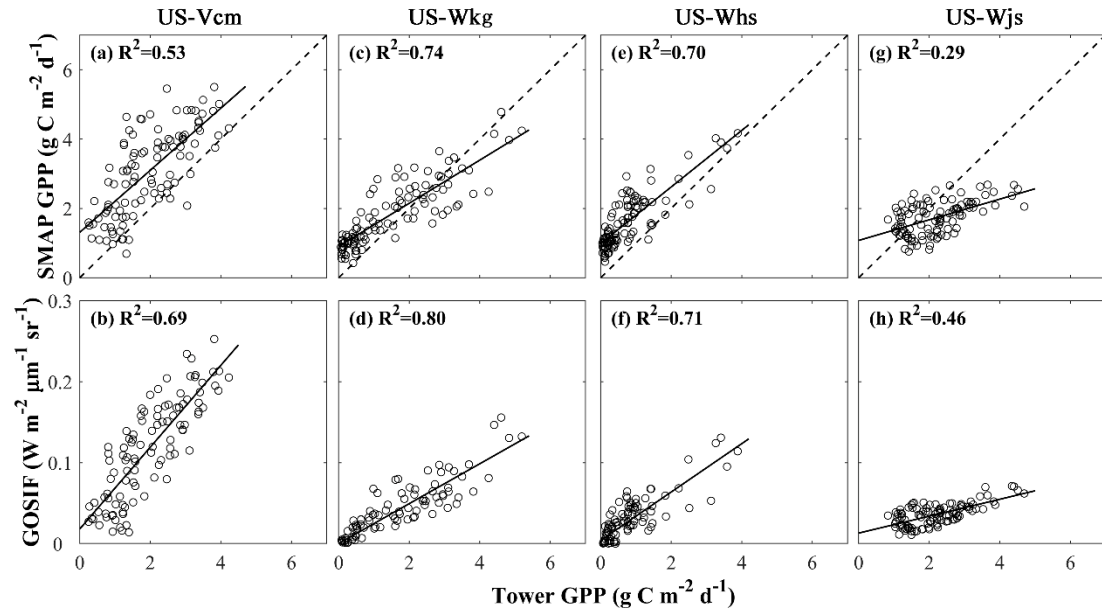 US-Vcm US-Wkg US-Whs US-Wjs
(a) R²=0.53 (c) R²=0.74 (e) R²=0.70 (g) R²=0.29
SMAP GPP (g C m⁻² d⁻¹)
6
4
2
0
(b) R²=0.69 (d) R²=0.80 (f) R²=0.71 (h) R²=0.46
GOSIF (W m⁻² μm⁻¹ sr⁻¹)
0.3
0.2
0.1
0
0 2 4 6 0 2 4 6 0 2 4 6 0 2 4 6
Tower GPP (g C m⁻² d⁻¹)